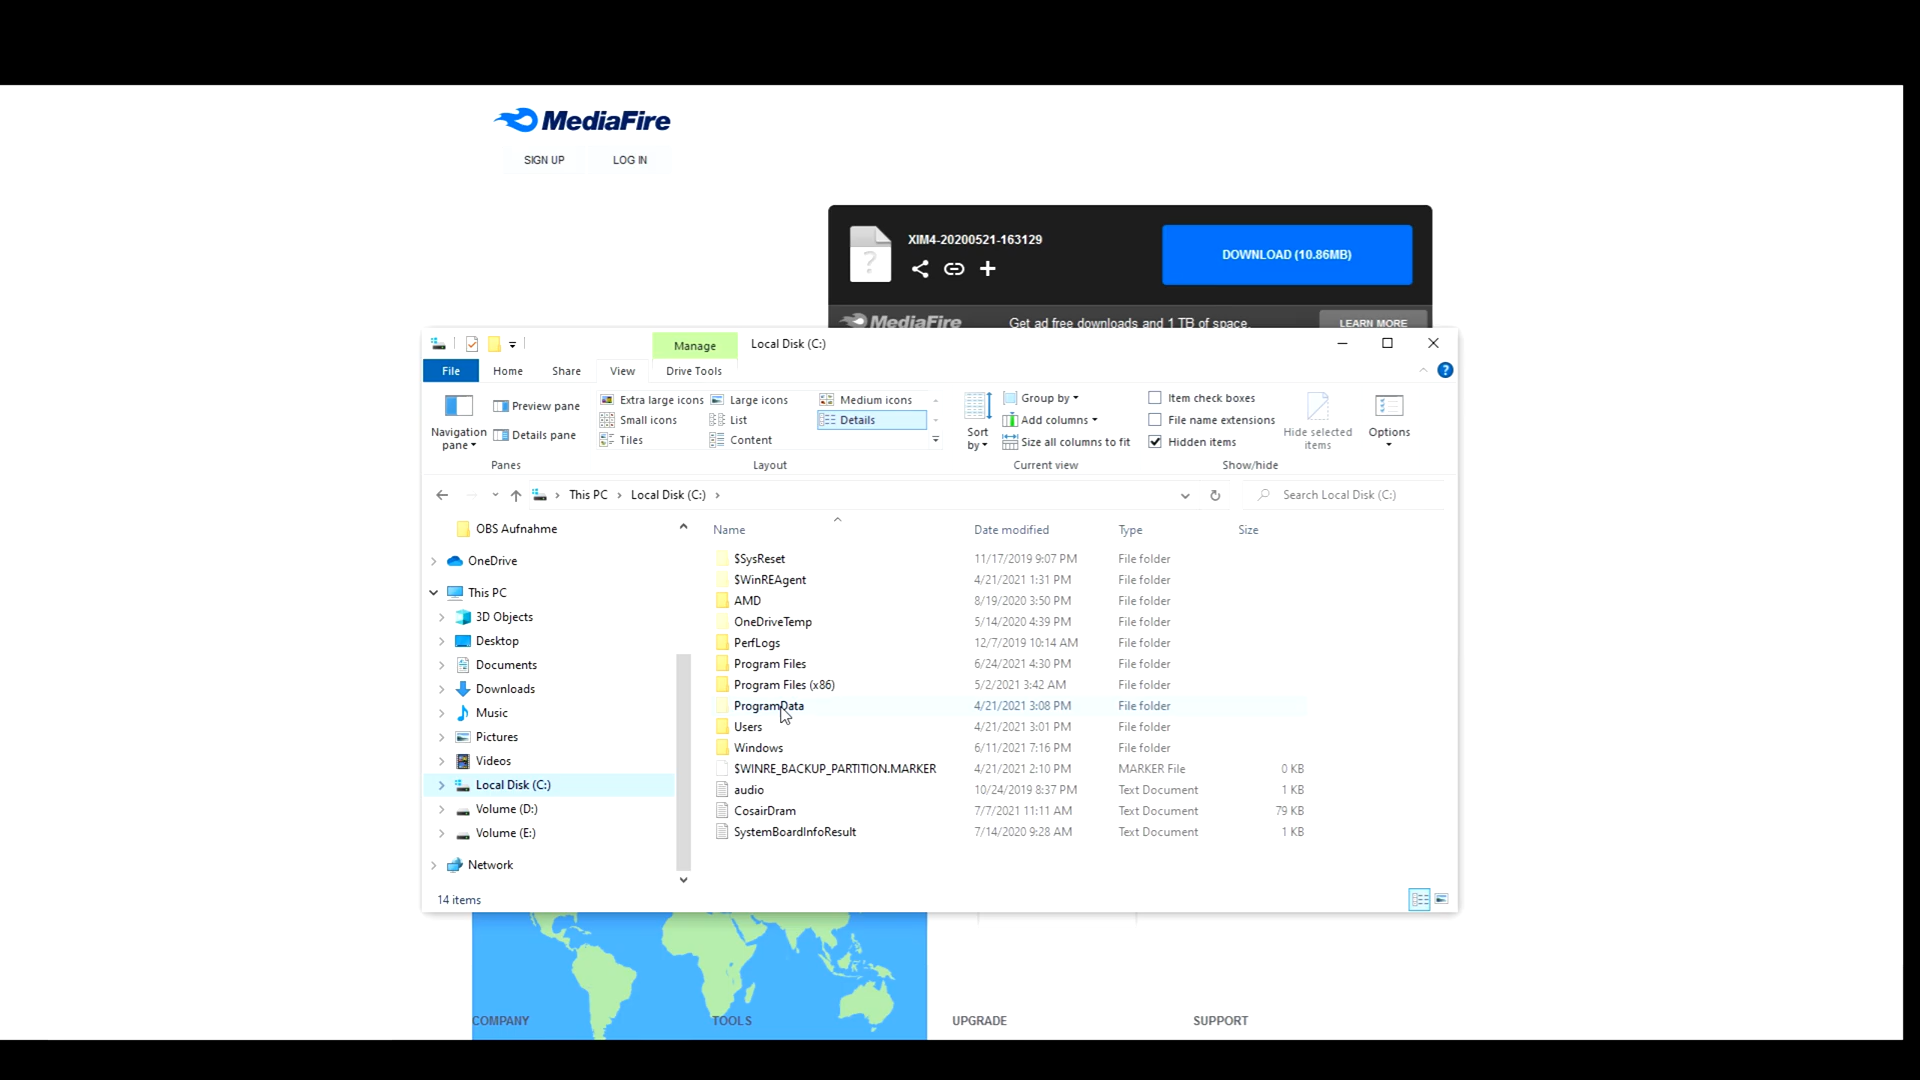 MediaFire
SIGN UP LOG IN
XIM4-20200521-163129
DOWNLOAD (10.86MB)
MediaFire Get ad free downloads and 1 TB of space. LEARN MORE
Manage Local Disk (C:)
File Home Share View Drive Tools
Navigation pane
Preview pane
Details pane
Panes
Extra large icons Large icons Medium icons
Small icons List Details
Tiles Content
Layout
Sort by
Group by
Add columns
Size all columns to fit
Current view
Item check boxes
File name extensions
Hidden items
Hide selected items
Show/hide
Options
This PC Local Disk (C:)
Search Local Disk (C:)
OBS Aufnahme
OneDrive
This PC
3D Objects
Desktop
Documents
Downloads
Music
Pictures
Videos
Local Disk (C:)
Volume (D:)
Volume (E:)
Network
Name Date modified Type Size
$SysReset 11/17/2019 9:07 PM File folder
$WinREAgent 4/21/2021 1:31 PM File folder
AMD 8/19/2020 3:50 PM File folder
OneDriveTemp 5/14/2020 4:39 PM File folder
PerfLogs 12/7/2019 10:14 AM File folder
Program Files 6/24/2021 4:30 PM File folder
Program Files (x86) 5/2/2021 3:42 AM File folder
ProgramData 4/21/2021 3:08 PM File folder
Users 4/21/2021 3:01 PM File folder
Windows 6/11/2021 7:16 PM File folder
$WINRE_BACKUP_PARTITION.MARKER 4/21/2021 2:10 PM MARKER File 0 KB
audio 10/24/2019 8:37 PM Text Document 1 KB
CosairDram 7/7/2021 11:11 AM Text Document 79 KB
SystemBoardInfoResult 7/14/2020 9:28 AM Text Document 1 KB
14 items
COMPANY TOOLS UPGRADE SUPPORT